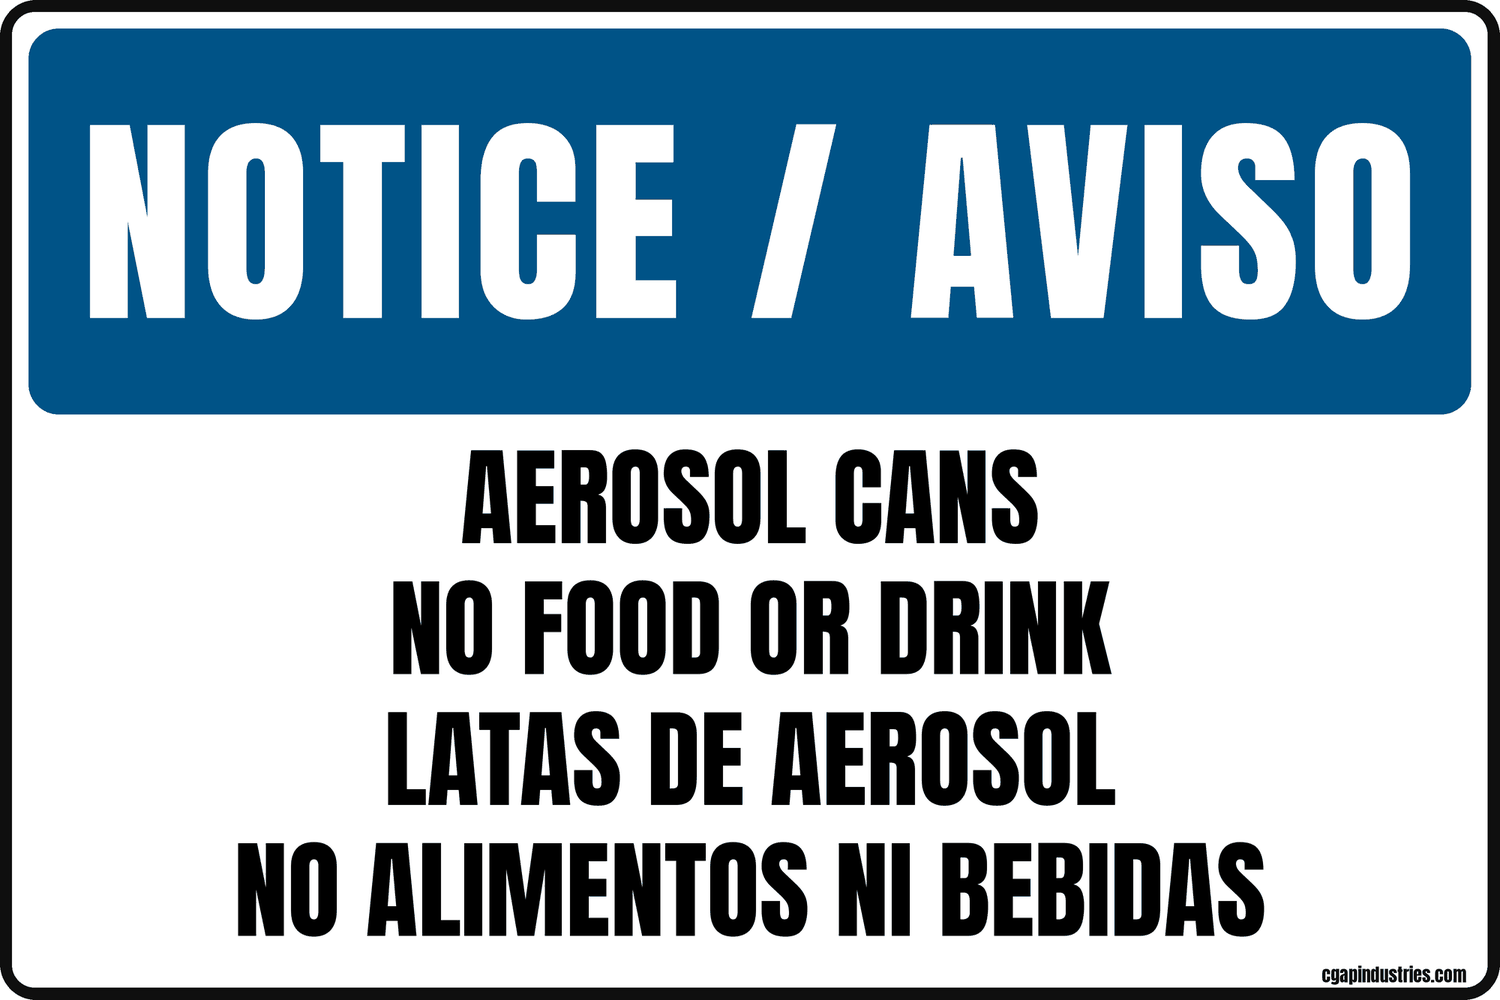 NOTICE / AVISO
AEROSOL CANS
NO FOOD OR DRINK
LATAS DE AEROSOL
NO ALIMENTOS NI BEBIDAS
cgapindustries.com